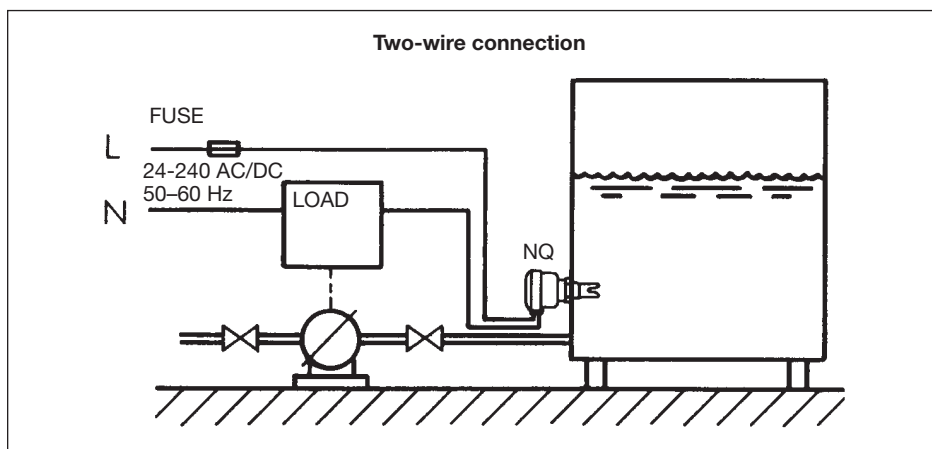 Two-wire connection
FUSE
L
24-240 AC/DC
50–60 Hz
LOAD
N
NQ